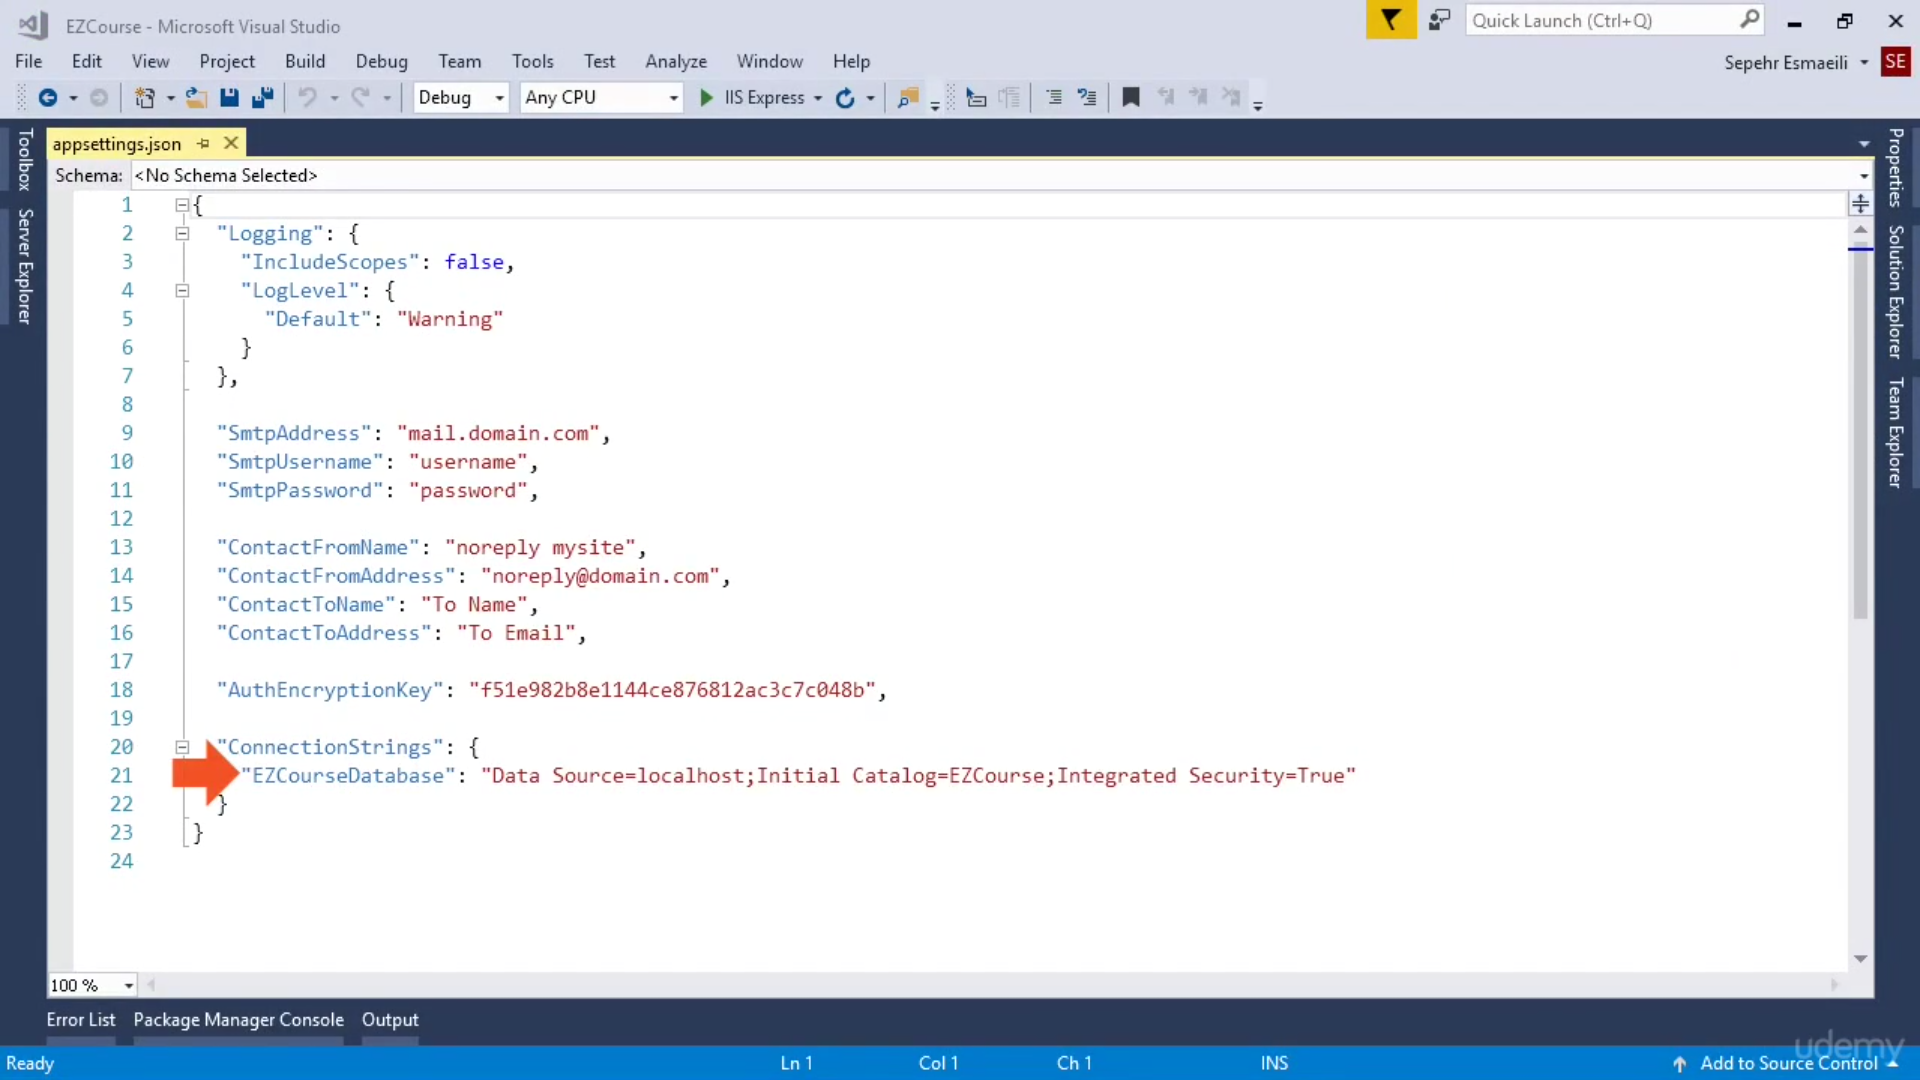 EZCourse - Microsoft Visual Studio
Quick Launch (Ctrl+Q)
File Edit View Project Build Debug Team Tools Test Analyze Window Help
Sepehr Esmaeili SE
Debug Any CPU IIS Express
appsettings.json
Schema: <No Schema Selected>
Toolbox
Server Explorer
Properties
Solution Explorer
Team Explorer
1 {
2 "Logging": {
3 "IncludeScopes": false,
4 "LogLevel": {
5 "Default": "Warning"
6 }
7 },
8
9 "SmtpAddress": "mail.domain.com",
10 "SmtpUsername": "username",
11 "SmtpPassword": "password",
12
13 "ContactFromName": "noreply mysite",
14 "ContactFromAddress": "noreply@domain.com",
15 "ContactToName": "To Name",
16 "ContactToAddress": "To Email",
17
18 "AuthEncryptionKey": "f51e982b8e1144ce876812ac3c7c048b",
19
20 "ConnectionStrings": {
21 "EZCourseDatabase": "Data Source=localhost;Initial Catalog=EZCourse;Integrated Security=True"
22 }
23 }
24
100 %
Error List Package Manager Console Output
udemy
Ready Ln 1 Col 1 Ch 1 INS Add to Source Control